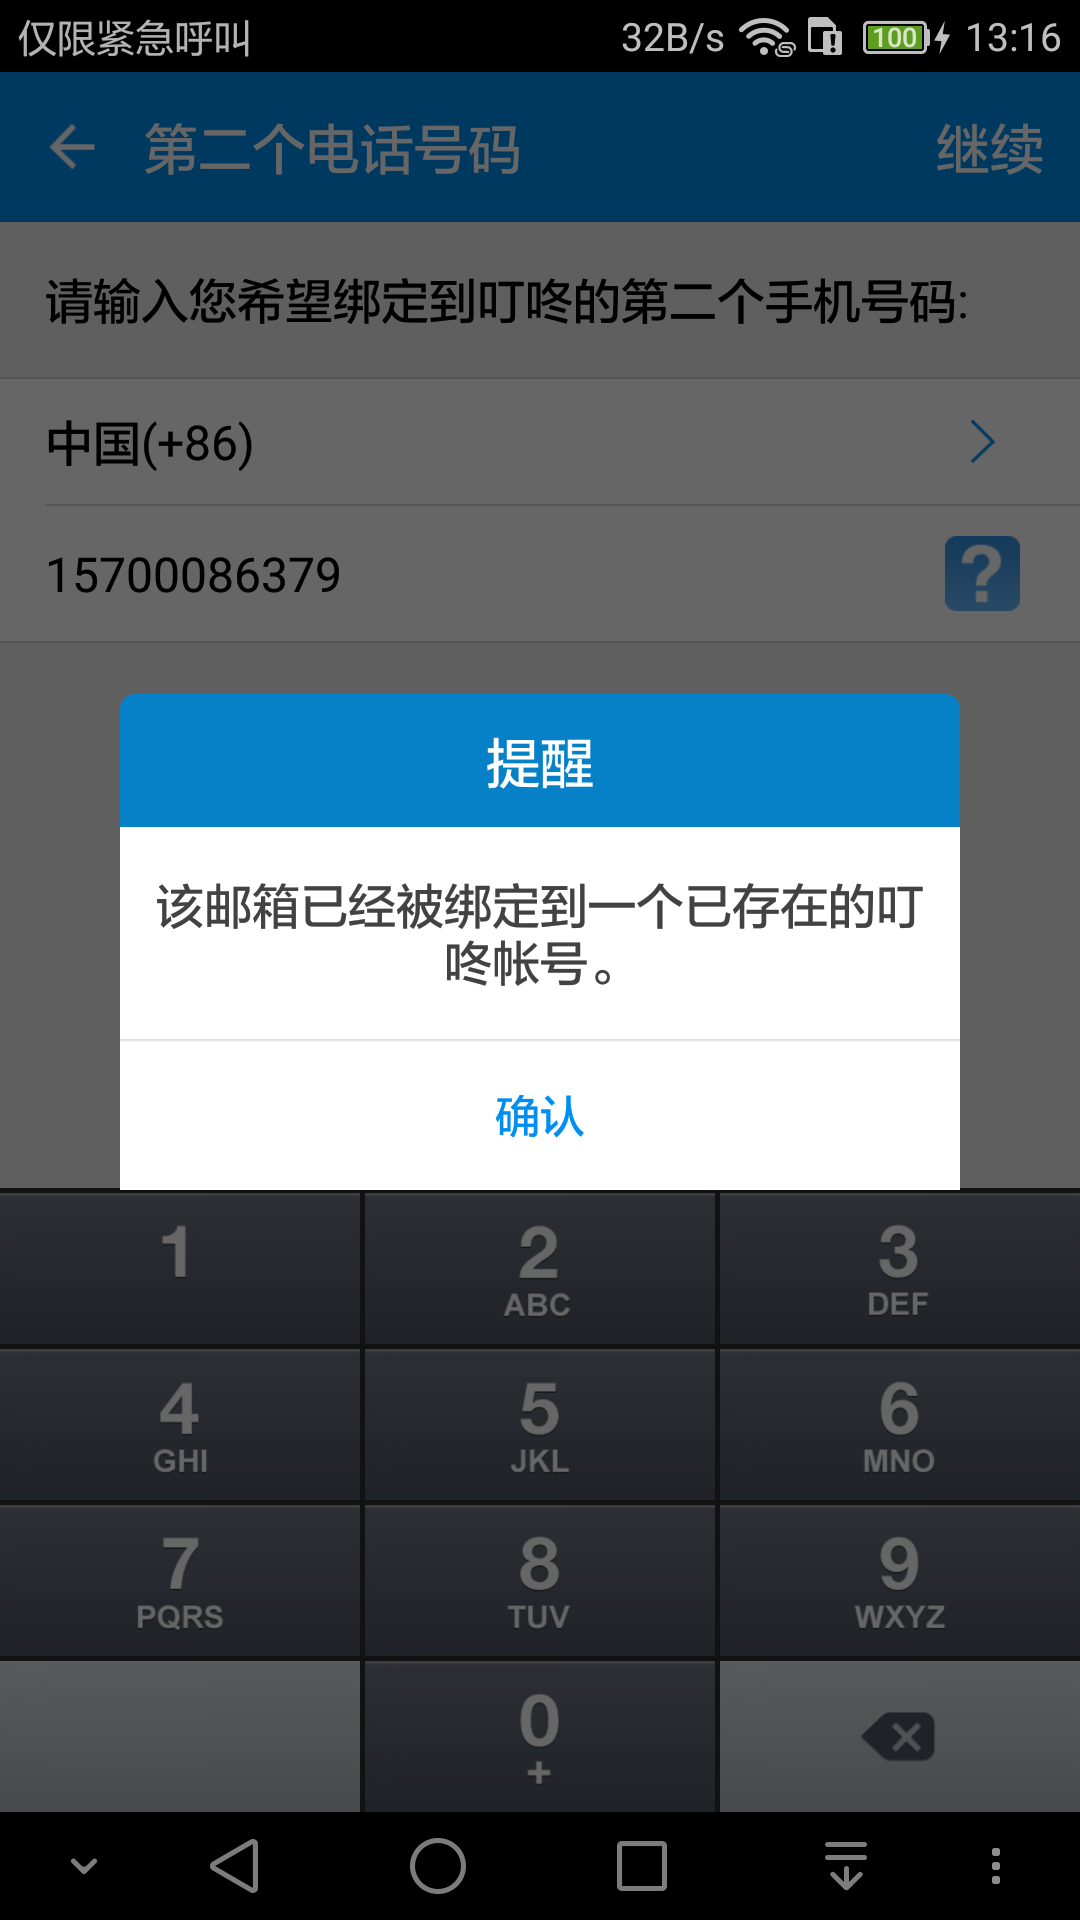 仅限紧急呼叫 32B/s 100 13:16
第二个电话号码 继续
请输入您希望绑定到叮咚的第二个手机号码:
中国(+86)
15700086379
提醒
该邮箱已经被绑定到一个已存在的叮
咚帐号。
确认
1 2 3
ABC DEF
4 5 6
GHI JKL MNO
7 8 9
PQRS TUV WXYZ
0
+